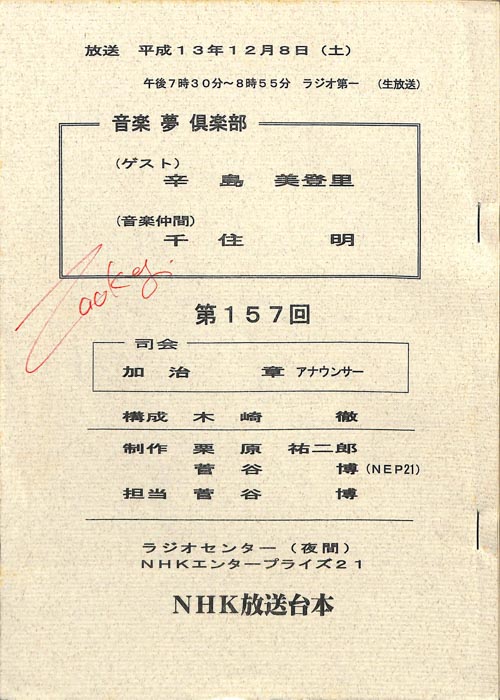 放送 平成13年12月8日(土)
午後7時30分~8時55分 ラジオ第一 (生放送)
音楽 夢 倶楽部
(ゲスト)
辛島 美登里
(音楽仲間)
千住 明
第157回
司会
加治 章 アナウンサー
構成 木崎 徹
制作 栗原 祐二郎
菅谷 博(NEP21)
担当 菅谷 博
ラジオセンター(夜間)
NHKエンタープライズ21
NHK放送台本